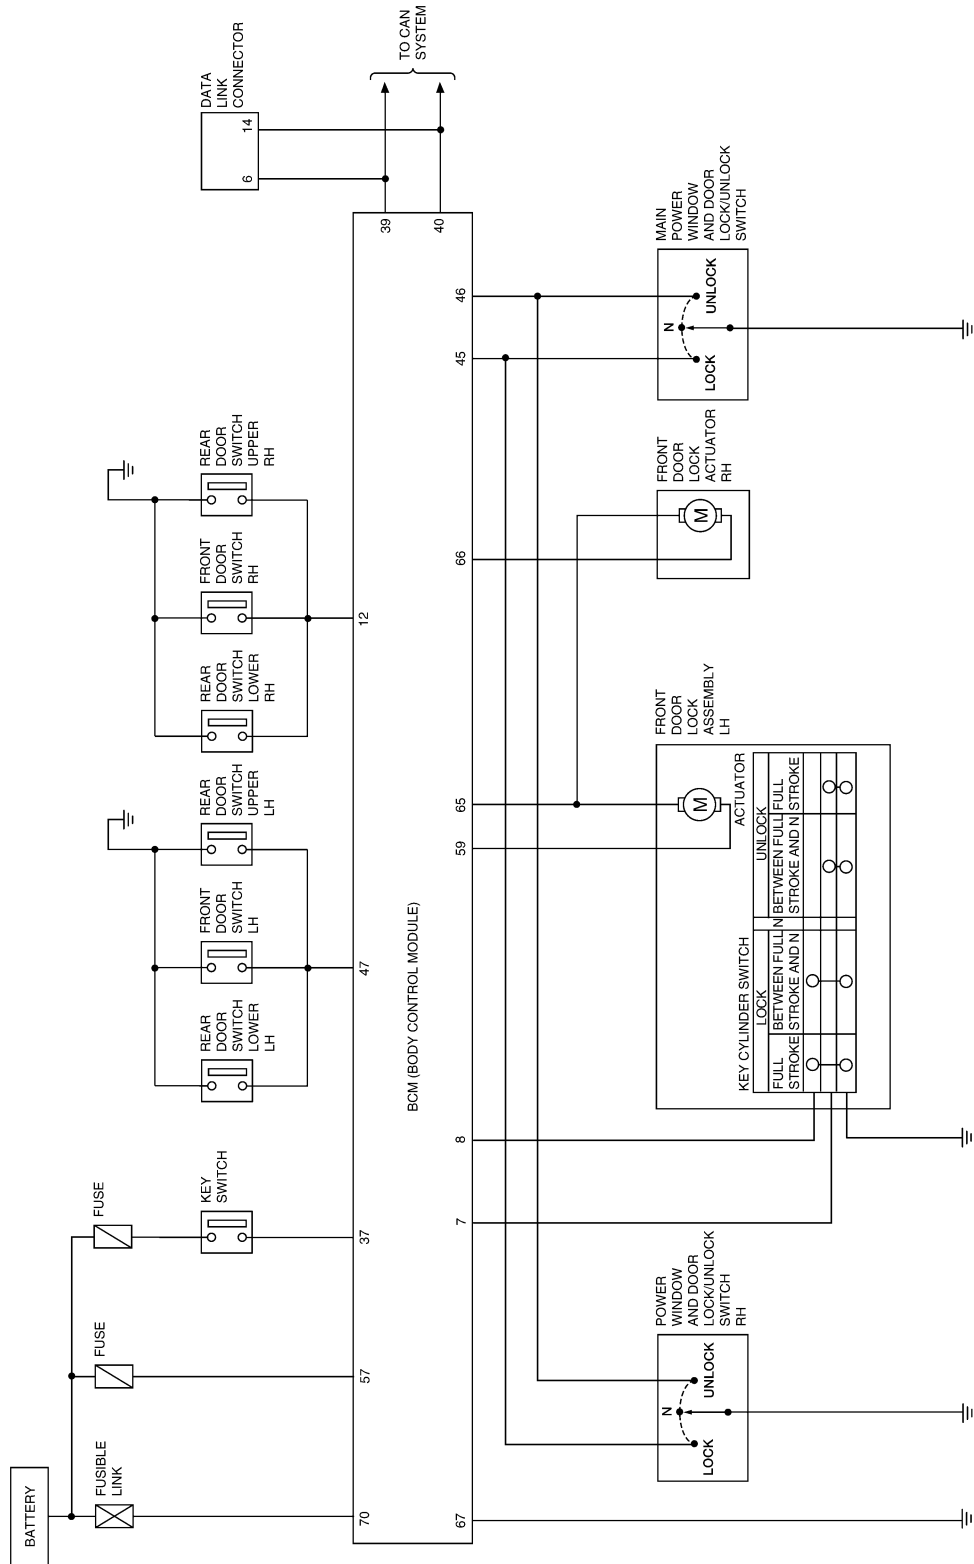 BATTERY
FUSIBLE
LINK
FUSE
FUSE
KEY
SWITCH
REAR
DOOR
SWITCH
LOWER
LH
FRONT
DOOR
SWITCH
LH
REAR
DOOR
SWITCH
UPPER
LH
REAR
DOOR
SWITCH
LOWER
RH
FRONT
DOOR
SWITCH
RH
REAR
DOOR
SWITCH
UPPER
RH
DATA
LINK
CONNECTOR
6
14
TO CAN
SYSTEM
70
57
37
47
12
39
40
BCM (BODY CONTROL MODULE)
67
7
8
59
65
66
45
46
POWER
WINDOW
AND DOOR
LOCK/UNLOCK
SWITCH
RH
LOCK
N
UNLOCK
FRONT
DOOR
LOCK
ASSEMBLY
LH
M
ACTUATOR
KEY CYLINDER SWITCH
LOCK
N
UNLOCK
FULL
STROKE
BETWEEN FULL
STROKE AND N
BETWEEN FULL
STROKE AND N
FULL
STROKE
FRONT
DOOR
LOCK
ACTUATOR
RH
M
MAIN
POWER
WINDOW
AND DOOR
LOCK/UNLOCK
SWITCH
LOCK
N
UNLOCK